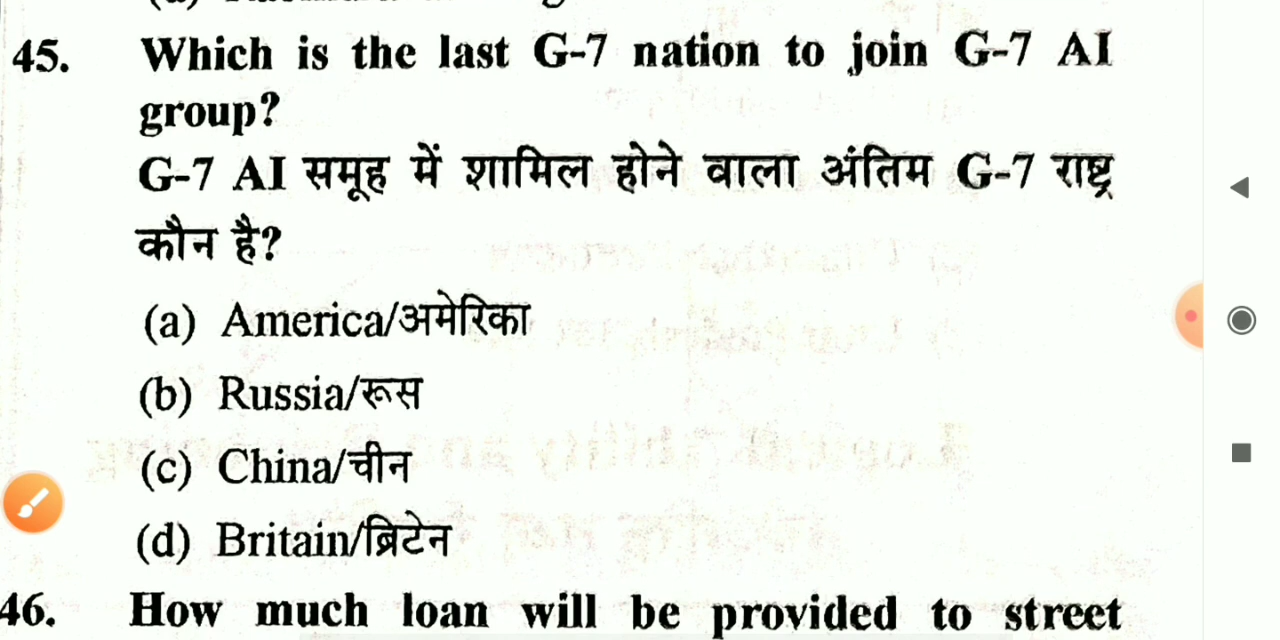 45. Which is the last G-7 nation to join G-7 AI
group?
G-7 AI समूह में शामिल होने वाला अंतिम G-7 राष्ट्र
कौन है?
(a) America/अमेरिका
(b) Russia/रूस
(c) China/चीन
(d) Britain/ब्रिटेन
46. How much loan will be provided to street